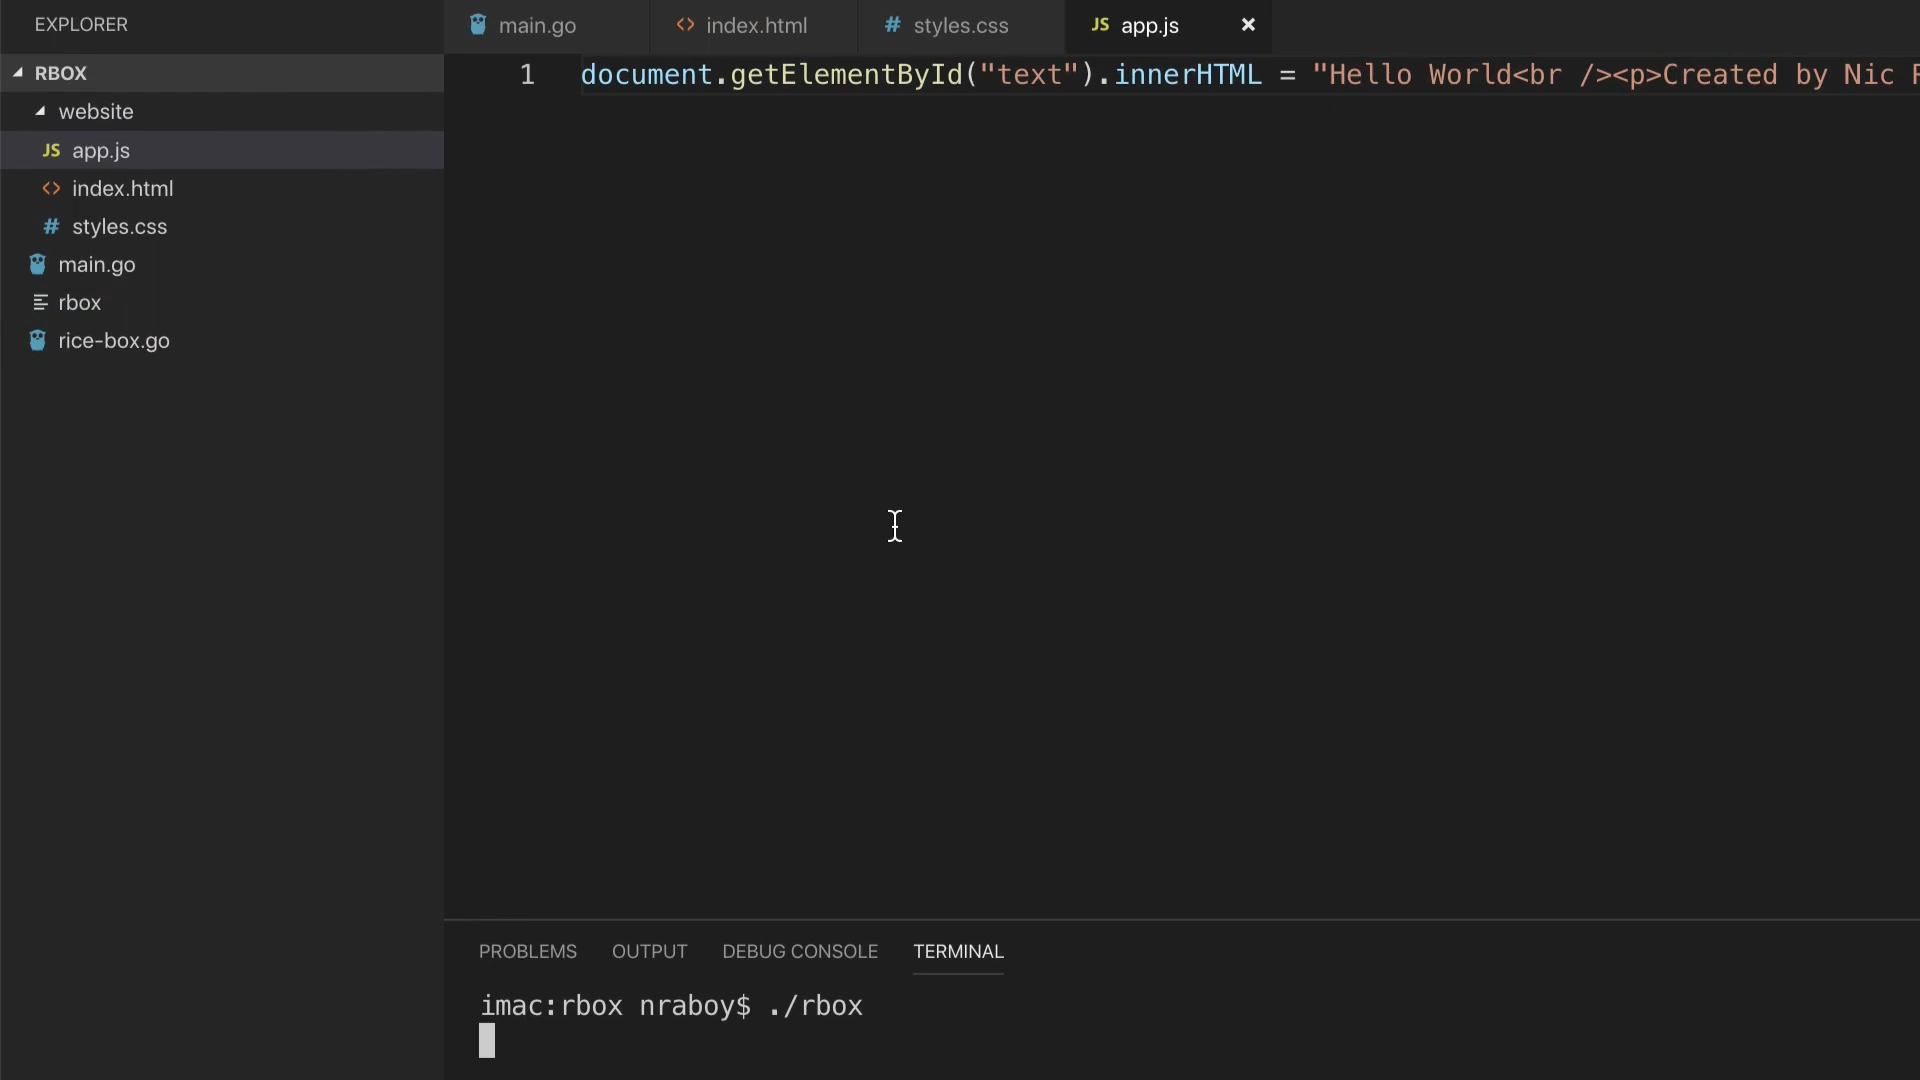 EXPLORER
RBOX
website
JS app.js
<> index.html
# styles.css
main.go
rbox
rice-box.go
main.go <> index.html # styles.css JS app.js ×
1 document.getElementById("text").innerHTML = "Hello World<br /><p>Created by Nic
PROBLEMS OUTPUT DEBUG CONSOLE TERMINAL
imac:rbox nraboy$ ./rbox